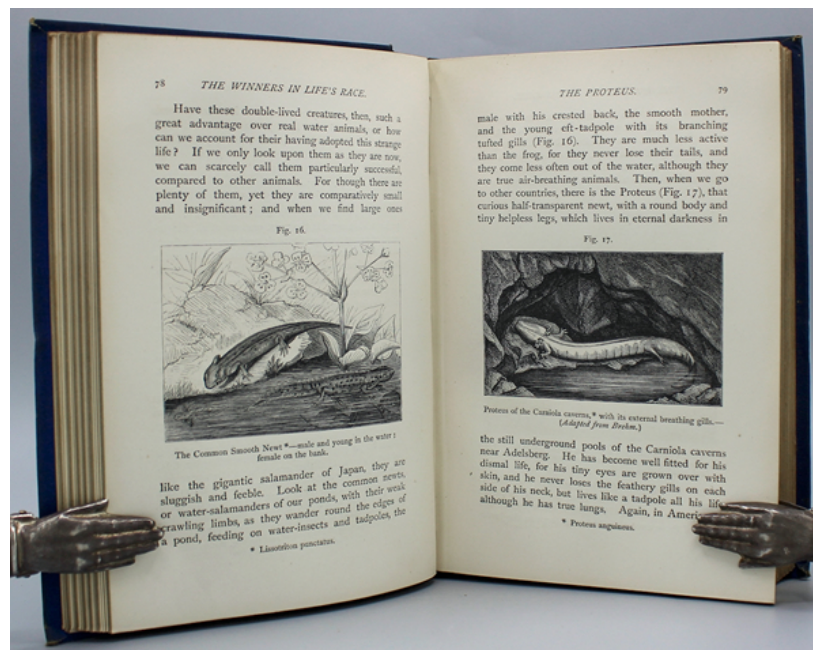 78 THE WINNERS IN LIFE'S RACE.
Have these double-lived creatures, then, such a
great advantage over real water animals, or how
can we account for their having adopted this strange
life? If we only look upon them as they are now,
we can scarcely call them particularly successful,
compared to other animals. For though there are
plenty of them, yet they are comparatively small
and insignificant; and when we find large ones
Fig. 16.
The Common Smooth Newt *—male and young in the water:
female on the bank.
like the gigantic salamander of Japan, they are
sluggish and feeble. Look at the common newts,
or water-salamanders of our ponds, with their weak
crawling limbs, as they wander round the edges of
a pond, feeding on water-insects and tadpoles, the
* Lissotriton punctatus.
THE PROTEUS. 79
male with his crested back, the smooth mother,
and the young eft-tadpole with its branching
tufted gills (Fig. 16). They are much less active
than the frog, for they never lose their tails, and
they come less often out of the water, although they
are true air-breathing animals. Then, when we go
to other countries, there is the Proteus (Fig. 17), that
curious half-transparent newt, with a round body and
tiny helpless legs, which lives in eternal darkness in
Fig. 17.
Proteus of the Carniola caverns,* with its external breathing gills.—
(Adapted from Brehm.)
the still underground pools of the Carniola caverns
near Adelsberg. He has become well fitted for his
dismal life, for his tiny eyes are grown over with
skin, and he never loses the feathery gills on each
side of his neck, but lives like a tadpole all his life,
although he has true lungs. Again, in Americ
* Proteus anguineus.